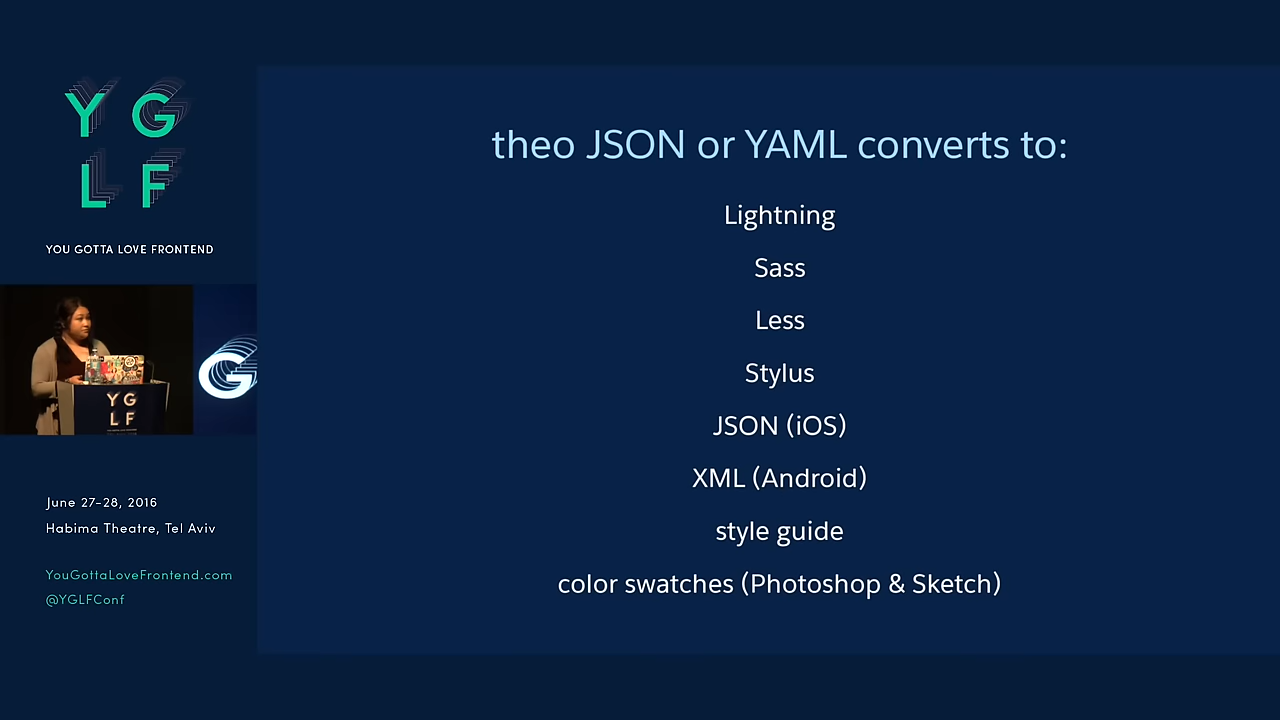 Y G
L F
YOU GOTTA LOVE FRONTEND
G
Y G
L F
June 27-28, 2016
Habima Theatre, Tel Aviv
YouGottaLoveFrontend.com
@YGLFConf
theo JSON or YAML converts to:
Lightning
Sass
Less
Stylus
JSON (iOS)
XML (Android)
style guide
color swatches (Photoshop & Sketch)